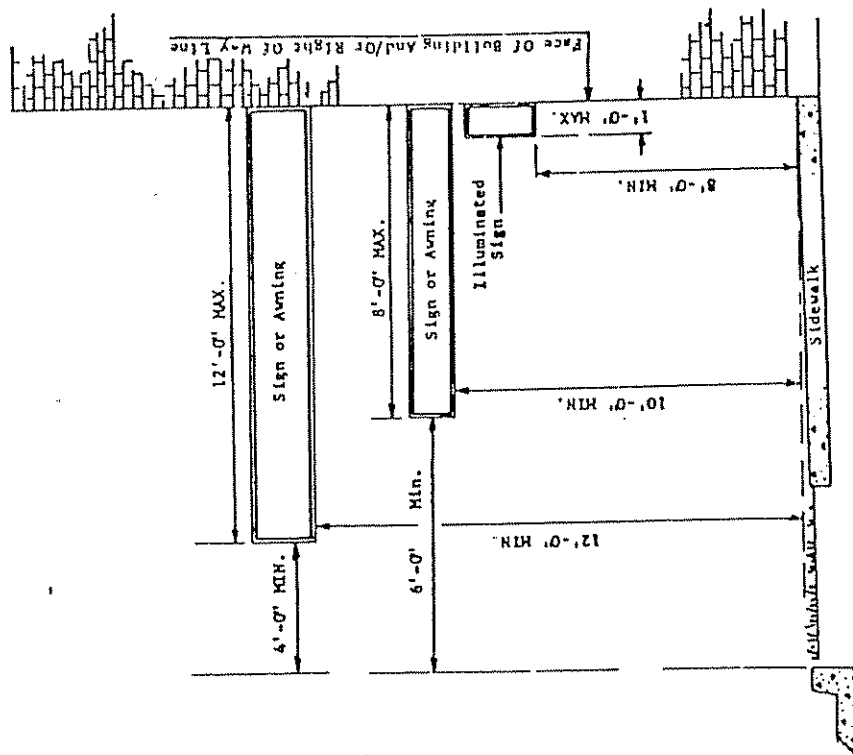 Face Of Building And/Or Right Of Way Line
12'-0" MAX.
Sign or Awning
4'-0" MIN.
8'-0" MAX.
Sign or Awning
6'-0" Min.
Illuminated
Sign
1'-0" MAX.
8'-0" MIN.
10'-0" MIN.
12'-0" MIN.
Sidewalk